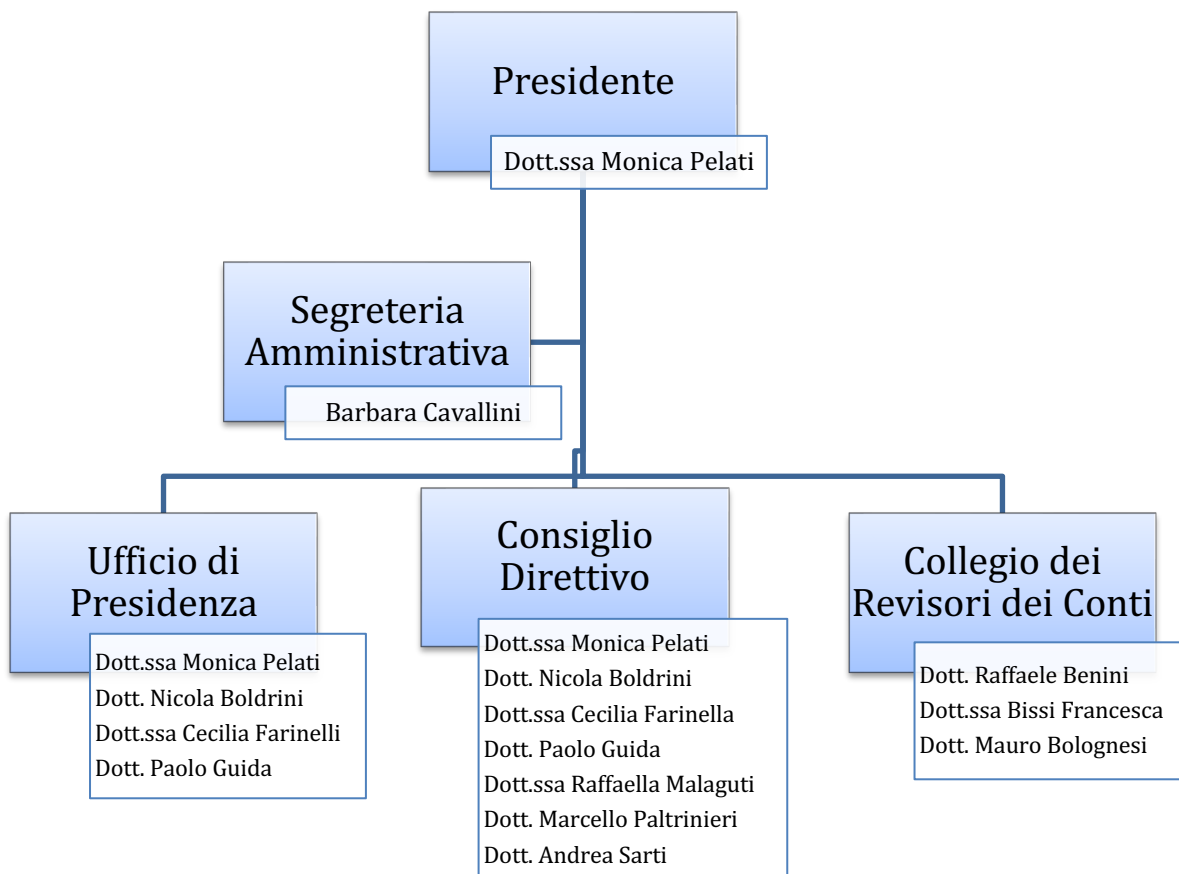 Presidente
Dott.ssa Monica Pelati
Segreteria
Amministrativa
Barbara Cavallini
Ufficio di
Presidenza
Dott.ssa Monica Pelati
Dott. Nicola Boldrini
Dott.ssa Cecilia Farinelli
Dott. Paolo Guida
Consiglio
Direttivo
Dott.ssa Monica Pelati
Dott. Nicola Boldrini
Dott.ssa Cecilia Farinella
Dott. Paolo Guida
Dott.ssa Raffaella Malaguti
Dott. Marcello Paltrinieri
Dott. Andrea Sarti
Collegio dei
Revisori dei Conti
Dott. Raffaele Benini
Dott.ssa Bissi Francesca
Dott. Mauro Bolognesi